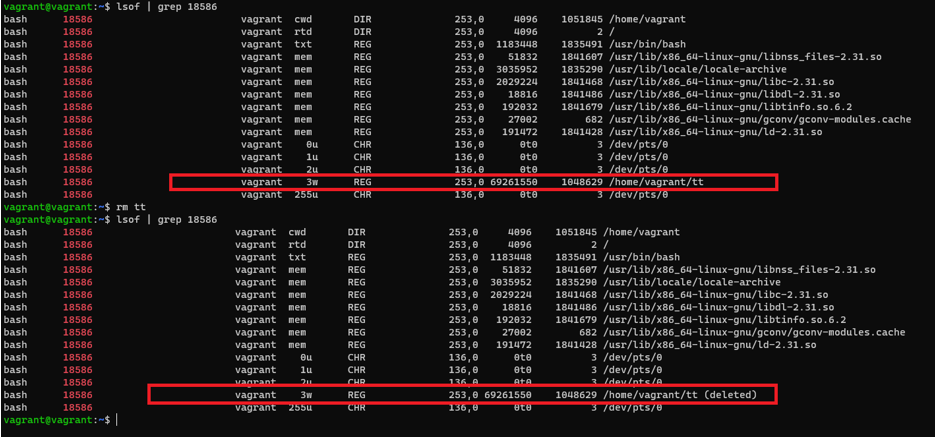 vagrant@vagrant:~$ lsof | grep 18586
bash 18586 vagrant cwd DIR 253,0 4096 1051845 /home/vagrant
bash 18586 vagrant rtd DIR 253,0 4096 2 /
bash 18586 vagrant txt REG 253,0 1183448 1835491 /usr/bin/bash
bash 18586 vagrant mem REG 253,0 51832 1841607 /usr/lib/x86_64-linux-gnu/libnss_files-2.31.so
bash 18586 vagrant mem REG 253,0 3035952 1835290 /usr/lib/locale/locale-archive
bash 18586 vagrant mem REG 253,0 2029224 1841468 /usr/lib/x86_64-linux-gnu/libc-2.31.so
bash 18586 vagrant mem REG 253,0 18816 1841486 /usr/lib/x86_64-linux-gnu/libdl-2.31.so
bash 18586 vagrant mem REG 253,0 192032 1841679 /usr/lib/x86_64-linux-gnu/libtinfo.so.6.2
bash 18586 vagrant mem REG 253,0 27002 682 /usr/lib/x86_64-linux-gnu/gconv/gconv-modules.cache
bash 18586 vagrant mem REG 253,0 191472 1841428 /usr/lib/x86_64-linux-gnu/ld-2.31.so
bash 18586 vagrant 0u CHR 136,0 0t0 3 /dev/pts/0
bash 18586 vagrant 1u CHR 136,0 0t0 3 /dev/pts/0
bash 18586 vagrant 2u CHR 136,0 0t0 3 /dev/pts/0
bash 18586 vagrant 3w REG 253,0 69261550 1048629 /home/vagrant/tt
bash 18586 vagrant 255u CHR 136,0 0t0 3 /dev/pts/0
vagrant@vagrant:~$ rm tt
vagrant@vagrant:~$ lsof | grep 18586
bash 18586 vagrant cwd DIR 253,0 4096 1051845 /home/vagrant
bash 18586 vagrant rtd DIR 253,0 4096 2 /
bash 18586 vagrant txt REG 253,0 1183448 1835491 /usr/bin/bash
bash 18586 vagrant mem REG 253,0 51832 1841607 /usr/lib/x86_64-linux-gnu/libnss_files-2.31.so
bash 18586 vagrant mem REG 253,0 3035952 1835290 /usr/lib/locale/locale-archive
bash 18586 vagrant mem REG 253,0 2029224 1841468 /usr/lib/x86_64-linux-gnu/libc-2.31.so
bash 18586 vagrant mem REG 253,0 18816 1841486 /usr/lib/x86_64-linux-gnu/libdl-2.31.so
bash 18586 vagrant mem REG 253,0 192032 1841679 /usr/lib/x86_64-linux-gnu/libtinfo.so.6.2
bash 18586 vagrant mem REG 253,0 27002 682 /usr/lib/x86_64-linux-gnu/gconv/gconv-modules.cache
bash 18586 vagrant mem REG 253,0 191472 1841428 /usr/lib/x86_64-linux-gnu/ld-2.31.so
bash 18586 vagrant 0u CHR 136,0 0t0 3 /dev/pts/0
bash 18586 vagrant 1u CHR 136,0 0t0 3 /dev/pts/0
bash 18586 vagrant 2u CHR 136,0 0t0 3 /dev/pts/0
bash 18586 vagrant 3w REG 253,0 69261550 1048629 /home/vagrant/tt (deleted)
bash 18586 vagrant 255u CHR 136,0 0t0 3 /dev/pts/0
vagrant@vagrant:~$